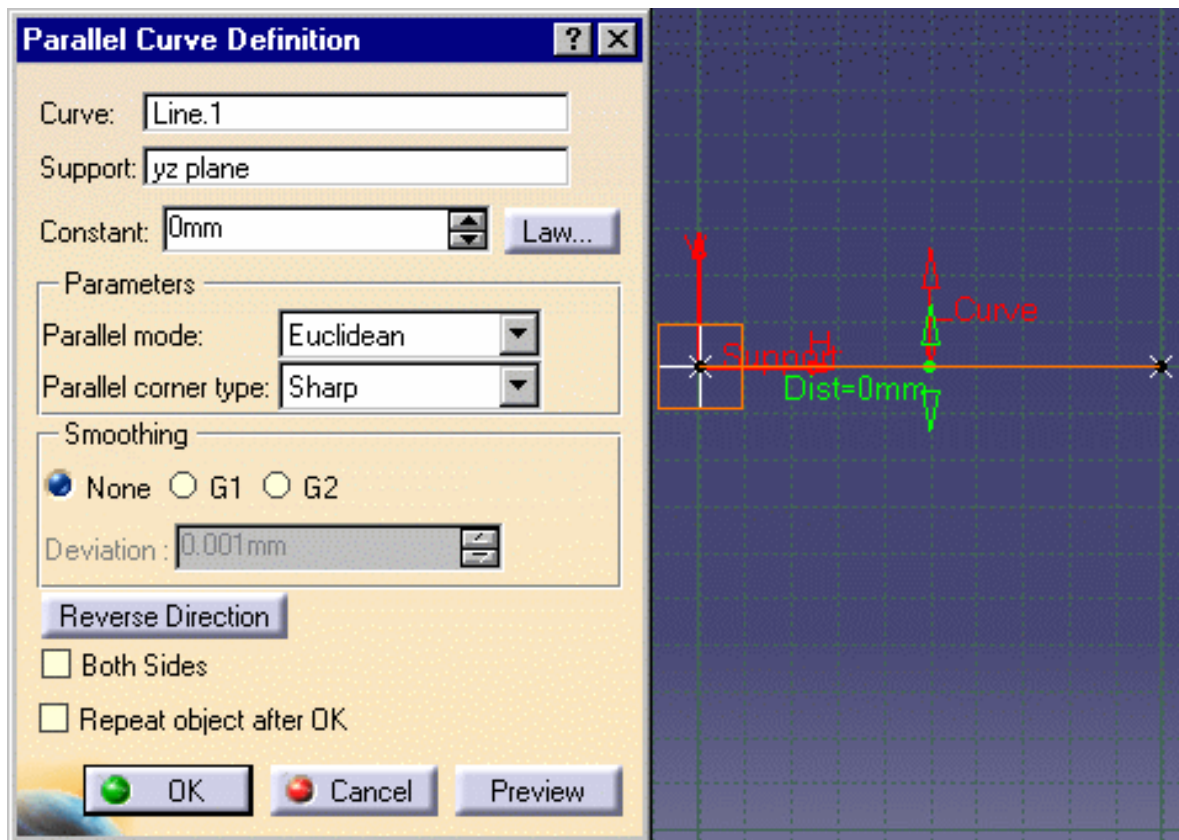 Parallel Curve Definition
Curve: Line.1
Support: yz plane
Constant: 0mm Law...
Parameters
Parallel mode: Euclidean
Parallel corner type: Sharp
Smoothing
None G1 G2
Deviation : 0.001mm
Reverse Direction
Both Sides
Repeat object after OK
OK Cancel Preview
V
Curve
H
Support
Dist=0mm